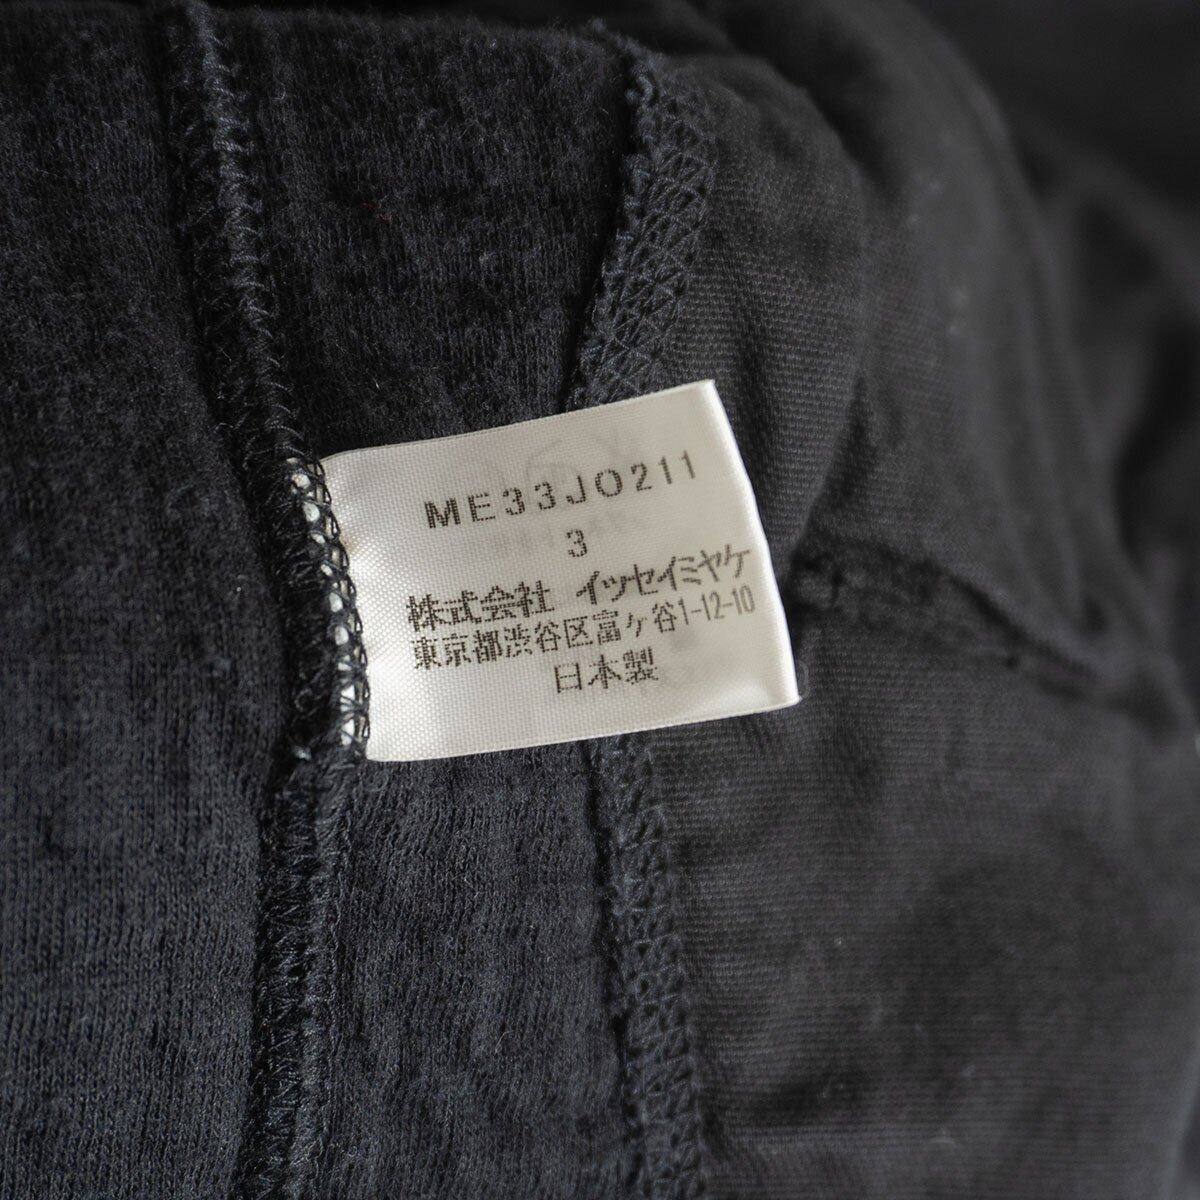 ME33JO211
3
株式会社 イッセイミヤケ
東京都渋谷区富ケ谷1-12-10
日本製